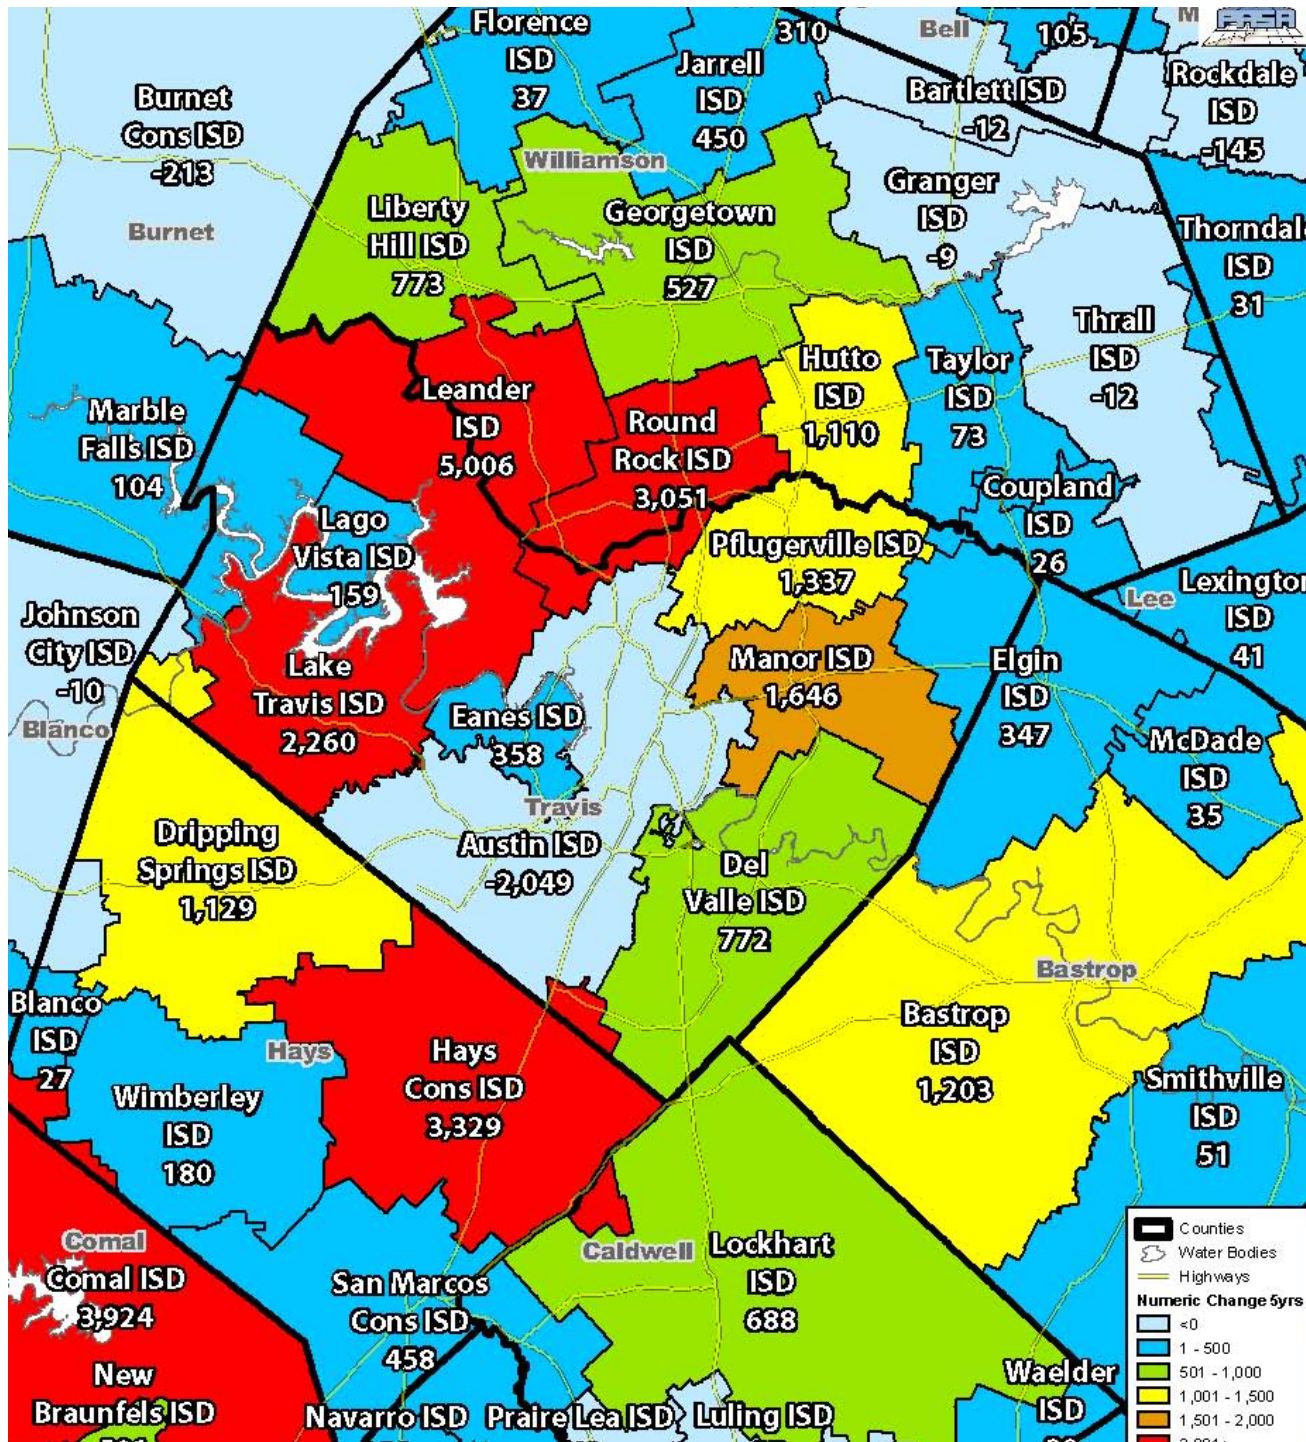 Florence
ISD
37
310
Bell
105
M
PASA
Burnet
Cons ISD
-213
Jarrell
ISD
450
Bartlett ISD
-12
Rockdale
ISD
-145
Williamson
Burnet
Liberty
Hill ISD
773
Georgetown
ISD
527
Granger
ISD
-9
Thorndal
ISD
31
Thrall
ISD
-12
Leander
ISD
5,006
Round
Rock ISD
3,051
Hutto
ISD
1,110
Taylor
ISD
73
Marble
Falls ISD
104
Coupland
ISD
26
Lago
Vista ISD
159
Pflugerville ISD
1,337
Lee
Lexington
ISD
41
Johnson
City ISD
-10
Blanco
Lake
Travis ISD
2,260
Eanes ISD
358
Manor ISD
1,646
Elgin
ISD
347
McDade
ISD
35
Travis
Dripping
Springs ISD
1,129
Austin ISD
-2,049
Del
Valle ISD
772
Bastrop
Bastrop
ISD
1,203
Blanco
ISD
27
Hays
Hays
Cons ISD
3,329
Wimberley
ISD
180
Smithville
ISD
51
Comal
Comal ISD
3,924
Caldwell
Lockhart
ISD
688
San Marcos
Cons ISD
458
New
Braunfels ISD
Navarro ISD
Praire Lea ISD
Luling ISD
Waelder
ISD
Counties
Water Bodies
Highways
Numeric Change 5yrs
<0
1 - 500
501 - 1,000
1,001 - 1,500
1,501 - 2,000